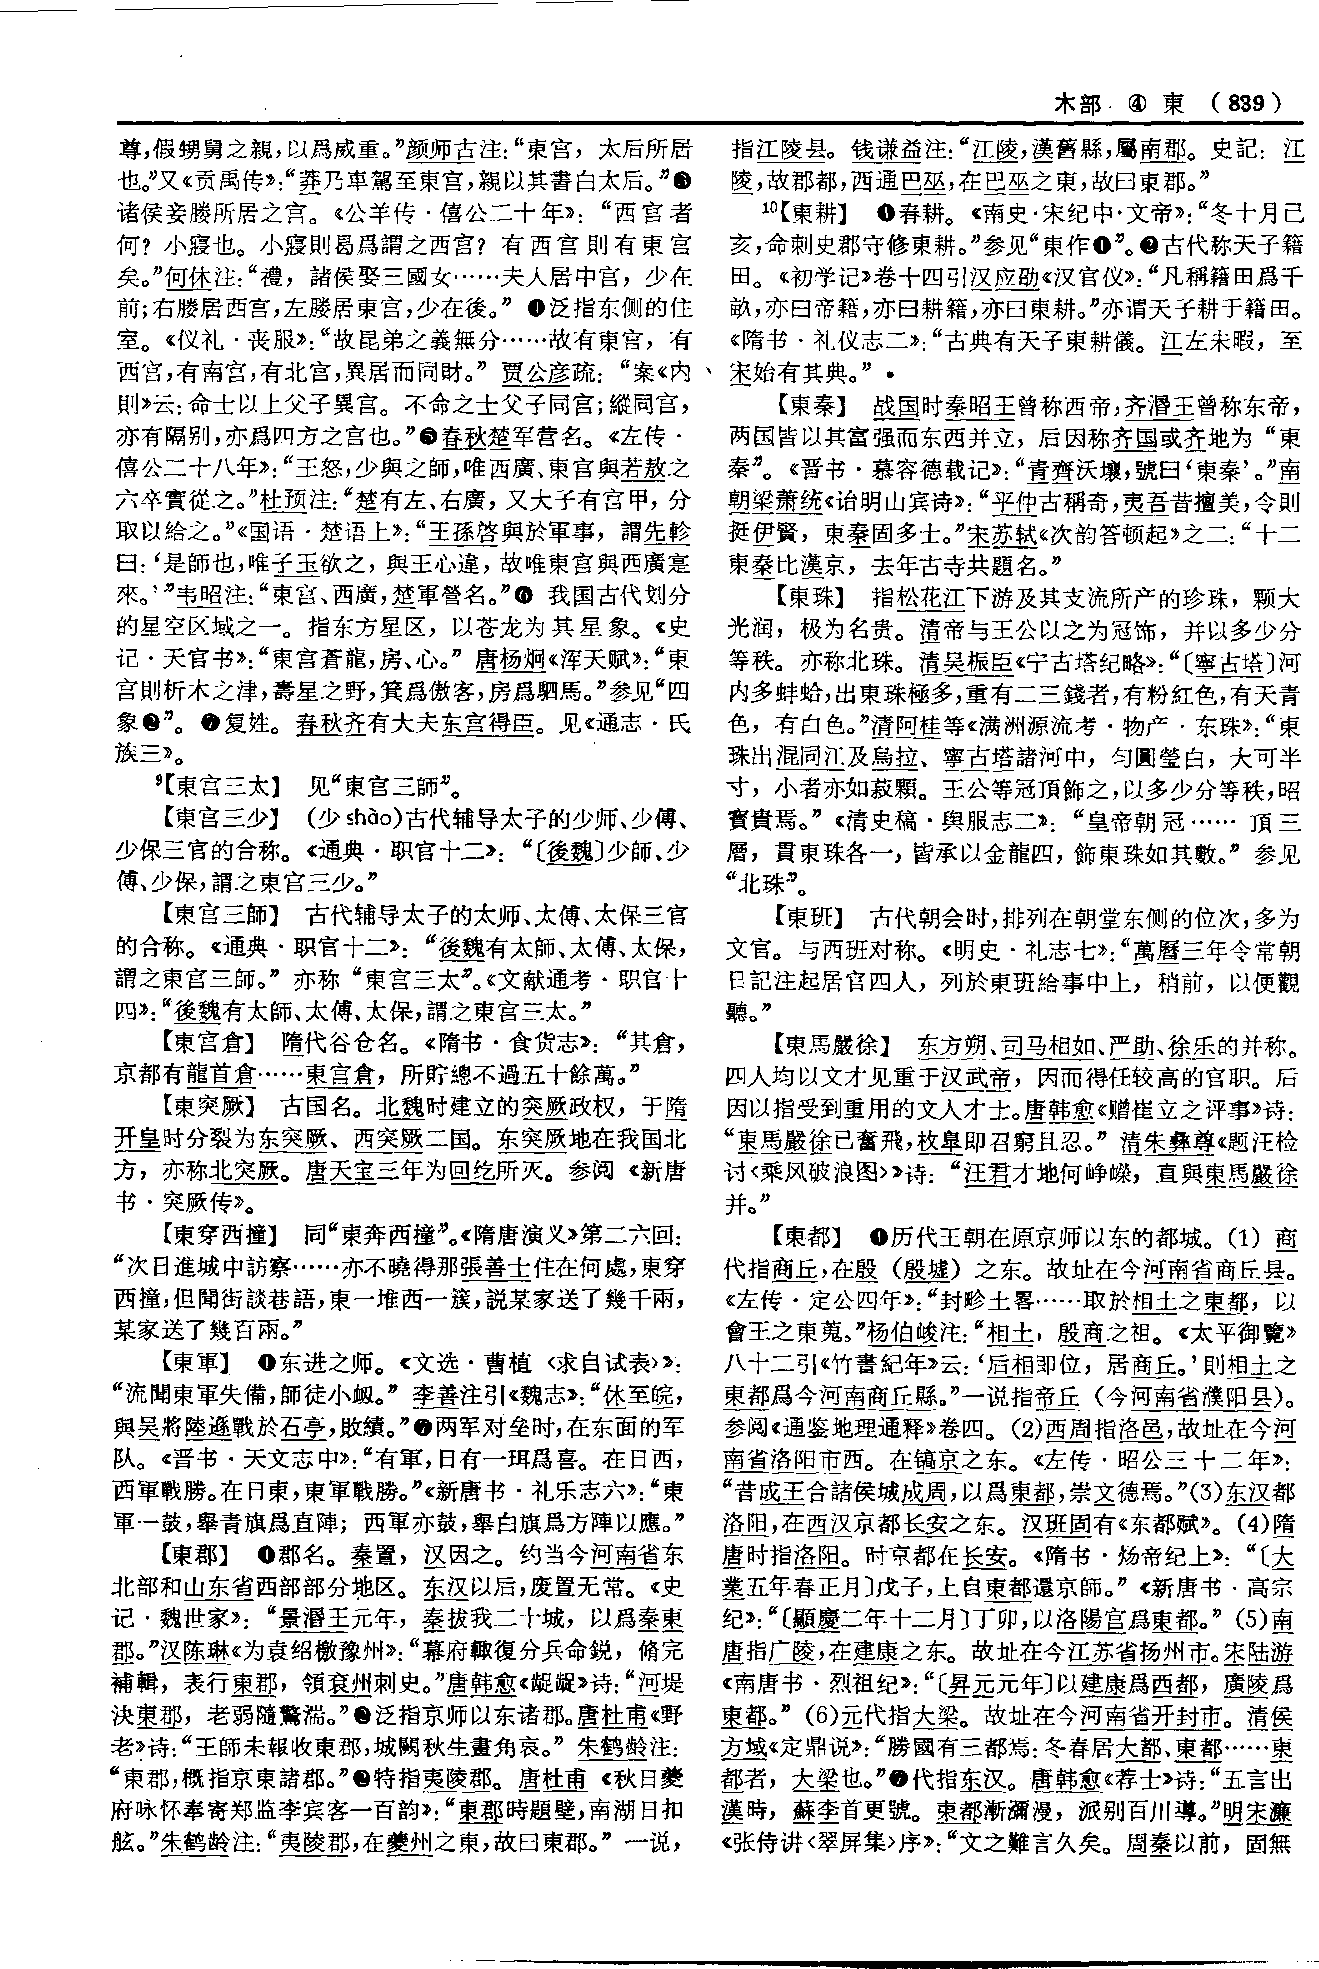 木部 ④ 東 (839)
尊，假甥舅之親，以爲威重。”颜师古注：“東宫，太后所居
也。”又《贡禹传》：“莽乃車駕至東宫，親以其書白太后。”❸
诸侯妾媵所居之宫。《公羊传·僖公二十年》：“西宫者
何？小寢也。小寢則曷爲謂之西宫？有西宫則有東宫
矣。”何休注：“禮，諸侯娶三國女……夫人居中宫，少在
前；右媵居西宫，左媵居東宫，少在後。”❹泛指东侧的住
室。《仪礼·丧服》：“故昆弟之義無分……故有東宫，有
西宫，有南宫，有北宫，異居而同財。”贾公彦疏：“案《内
則》云：命士以上父子異宫。不命之士父子同宫；縱同宫，
亦有隔别，亦爲四方之宫也。”❺春秋楚军营名。《左传·
僖公二十八年》：“王怒，少與之師，唯西廣、東宫與若敖之
六卒實從之。”杜预注：“楚有左、右廣，又大子有宫甲，分
取以給之。”《国语·楚语上》：“王孫啓與於軍事，謂先軫
曰：‘是師也，唯子玉欲之，與王心違，故唯東宫與西廣寔
來。’”韦昭注：“東宫、西廣，楚軍營名。”❻ 我国古代划分
的星空区域之一。指东方星区，以苍龙为其星象。《史
记·天官书》：“東宫蒼龍，房、心。”唐杨炯《浑天赋》：“東
宫則析木之津，壽星之野，箕爲傲客，房爲駟馬。”参见“四
象❷”。❼复姓。春秋齐有大夫东宫得臣。见《通志·氏
族三》。
⁹【東宫三太】 见“東宫三師”。
【東宫三少】 (少 shào)古代辅导太子的少师、少傅、
少保三官的合称。《通典·职官十二》：“〔後魏〕少師、少
傅、少保，謂之東宫三少。”
【東宫三師】 古代辅导太子的太师、太傅、太保三官
的合称。《通典·职官十二》：“後魏有太師、太傅、太保，
謂之東宫三師。”亦称“東宫三太”。《文献通考·职官十
四》：“後魏有太師、太傅、太保，謂之東宫三太。”
【東宫倉】 隋代谷仓名。《隋书·食货志》：“其倉，
京都有龍首倉……東宫倉，所貯總不過五十餘萬。”
【東突厥】 古国名。北魏时建立的突厥政权，于隋
开皇时分裂为东突厥、西突厥二国。东突厥地在我国北
方，亦称北突厥。唐天宝三年为回纥所灭。参阅《新唐
书·突厥传》。
【東穿西撞】 同“東奔西撞”。《隋唐演义》第二六回：
“次日進城中訪察……亦不曉得那張善士住在何處，東穿
西撞，但聞街談巷語，東一堆西一簇，説某家送了幾千兩，
某家送了幾百兩。”
【東軍】 ❶东进之师。《文选·曹植〈求自试表〉》：
“流聞東軍失備，師徒小衂。”李善注引《魏志》：“休至皖，
與吴將陸遜戰於石亭，敗績。”❷两军对垒时，在东面的军
队。《晋书·天文志中》：“有軍，日有一珥爲喜。在日西，
西軍戰勝。在日東，東軍戰勝。”《新唐书·礼乐志六》：“東
軍一鼓，舉青旗爲直陣；西軍亦鼓，舉白旗爲方陣以應。”
【東郡】 ❶郡名。秦置，汉因之。约当今河南省东
北部和山东省西部部分地区。东汉以后，废置无常。《史
记·魏世家》：“景湣王元年，秦拔我二十城，以爲秦東
郡。”汉陈琳《为袁绍檄豫州》：“幕府輒復分兵命鋭，脩完
補輯，表行東郡，領兗州刺史。”唐韩愈《龊龊》诗：“河堤
決東郡，老弱隨驚湍。”❷泛指京师以东诸郡。唐杜甫《野
老》诗：“王師未報收東郡，城闕秋生畫角哀。”朱鹤龄注：
“東郡，概指京東諸郡。”❸特指夷陵郡。唐杜甫《秋日夔
府咏怀奉寄郑监李宾客一百韵》：“東郡時題壁，南湖日扣
舷。”朱鹤龄注：“夷陵郡，在夔州之東，故曰東郡。”一说，
指江陵县。钱谦益注：“江陵，漢舊縣，屬南郡。史記：江
陵，故郢都，西通巴巫，在巴巫之東，故曰東郡。”
¹⁰【東耕】 ❶春耕。《南史·宋纪中·文帝》：“冬十月己
亥，命刺史郡守修東耕。”参见“東作❶”。❷古代称天子籍
田。《初学记》卷十四引汉应劭《汉官仪》：“凡稱籍田爲千
畝，亦曰帝籍，亦曰耕籍，亦曰東耕。”亦谓天子耕于籍田。
《隋书·礼仪志二》：“古典有天子東耕儀。江左未暇，至
宋始有其典。”
【東秦】 战国时秦昭王曾称西帝，齐湣王曾称东帝，
两国皆以其富强而东西并立，后因称齐国或齐地为“東
秦”。《晋书·慕容德载记》：“青齊沃壤，號曰‘東秦’。”南
朝梁萧统《诒明山宾诗》：“平仲古稱奇，夷吾昔擅美，令則
挺伊賢，東秦固多士。”宋苏轼《次韵答顿起》之二：“十二
東秦比漢京，去年古寺共題名。”
【東珠】 指松花江下游及其支流所产的珍珠，颗大
光润，极为名贵。清帝与王公以之为冠饰，并以多少分
等秩。亦称北珠。清吴桭臣《宁古塔纪略》：“〔寧古塔〕河
内多蚌蛤，出東珠極多，重有二三錢者，有粉紅色，有天青
色，有白色。”清阿桂等《满洲源流考·物产·东珠》：“東
珠出混同江及烏拉、寧古塔諸河中，匀圓瑩白，大可半
寸，小者亦如菽顆。王公等冠頂飾之，以多少分等秩，昭
寳貴焉。”《清史稿·舆服志二》：“皇帝朝冠……頂三
層，貫東珠各一，皆承以金龍四，飾東珠如其數。”参见
“北珠”。
【東班】 古代朝会时，排列在朝堂东侧的位次，多为
文官。与西班对称。《明史·礼志七》：“萬曆三年令常朝
日記注起居官四人，列於東班給事中上，稍前，以便觀
聽。”
【東馬嚴徐】 东方朔、司马相如、严助、徐乐的并称。
四人均以文才见重于汉武帝，因而得任较高的官职。后
因以指受到重用的文人才士。唐韩愈《赠崔立之评事》诗：
“東馬嚴徐已奮飛，枚皋即召窮且忍。”清朱彝尊《题汪检
讨〈乘风破浪图〉》诗：“汪君才地何峥嵘，直與東馬嚴徐
并。”
【東都】 ❶历代王朝在原京师以东的都城。(1) 商
代指商丘，在殷（殷墟）之东。故址在今河南省商丘县。
《左传·定公四年》：“封畛土畧……取於相土之東都，以
會王之東蒐。”杨伯峻注：“相土，殷商之祖。《太平御覽》
八十二引《竹書紀年》云：‘后相即位，居商丘。’則相土之
東都爲今河南商丘縣。”一说指帝丘（今河南省濮阳县）。
参阅《通鉴地理通释》卷四。(2)西周指洛邑，故址在今河
南省洛阳市西。在镐京之东。《左传·昭公三十二年》：
“昔成王合諸侯城成周，以爲東都，崇文德焉。”(3)东汉都
洛阳，在西汉京都长安之东。汉班固有《东都赋》。(4)隋
唐时指洛阳。时京都在长安。《隋书·炀帝纪上》：“〔大
業五年春正月〕戊子，上自東都還京師。”《新唐书·高宗
纪》：“〔顯慶二年十二月〕丁卯，以洛陽宫爲東都。”(5)南
唐指广陵，在建康之东。故址在今江苏省扬州市。宋陆游
《南唐书·烈祖纪》：“〔昇元元年〕以建康爲西都，廣陵爲
東都。”(6)元代指大梁。故址在今河南省开封市。清侯
方域《定鼎说》：“勝國有三都焉：冬春居大都、東都……東
都者，大梁也。”❷代指东汉。唐韩愈《荐士》诗：“五言出
漢時，蘇李首更號。東都漸瀰漫，派别百川導。”明宋濂
《张侍讲〈翠屏集〉序》：“文之難言久矣。周秦以前，固無